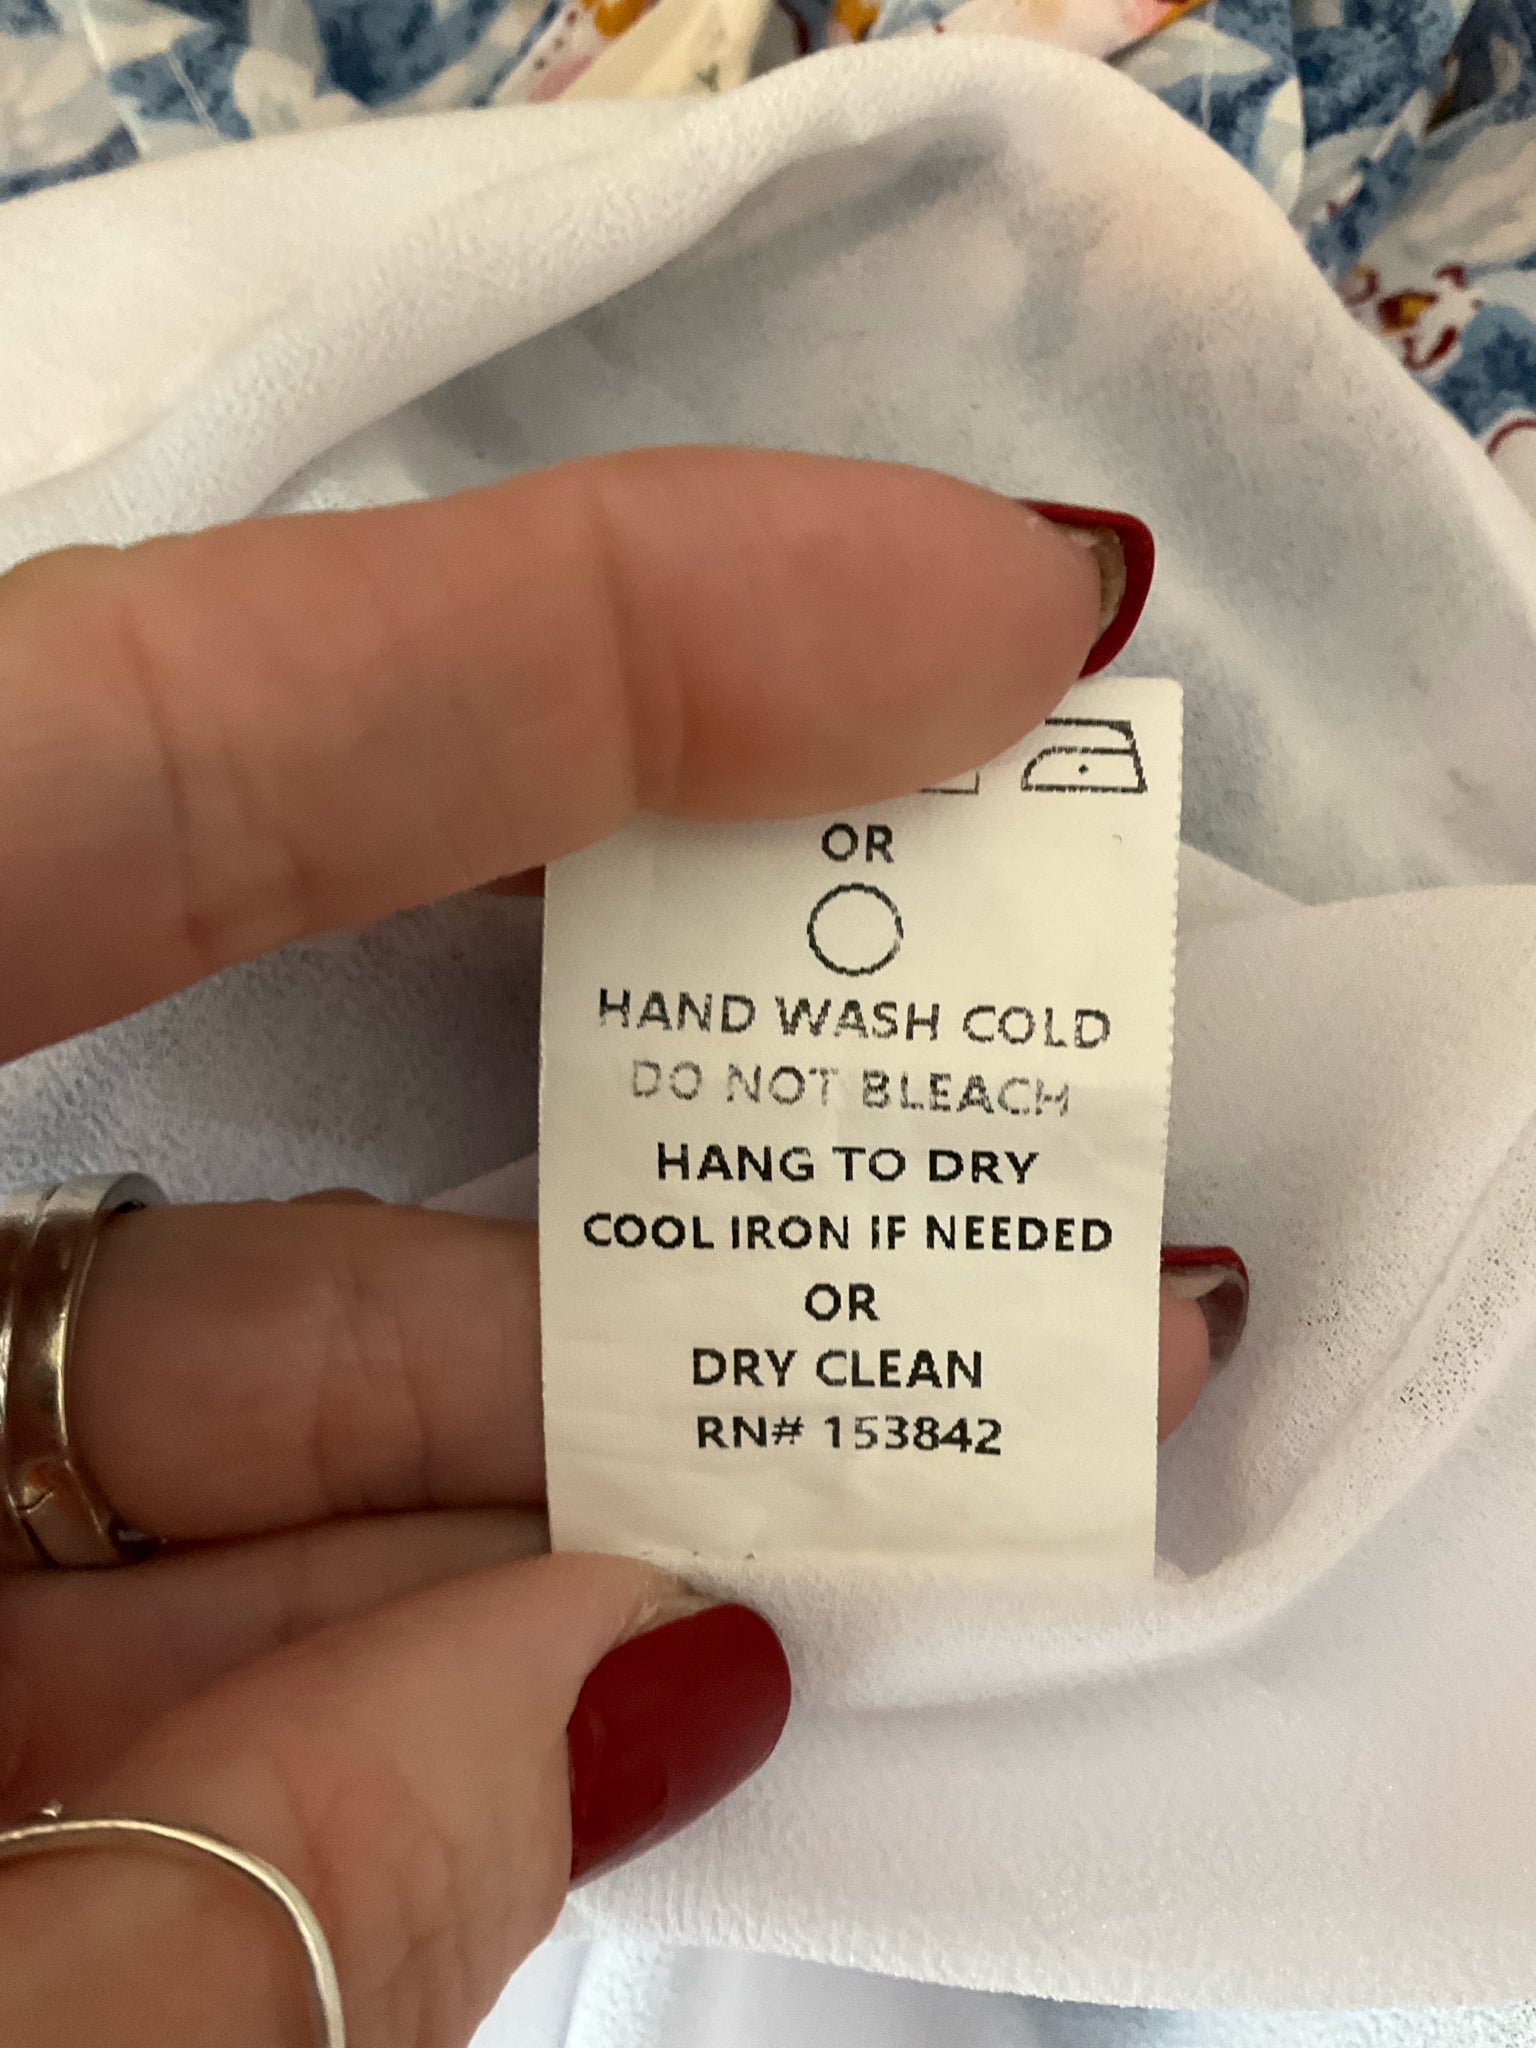 OR
HAND WASH COLD
DO NOT BLEACH
HANG TO DRY
COOL IRON IF NEEDED
OR
DRY CLEAN
RN# 153842